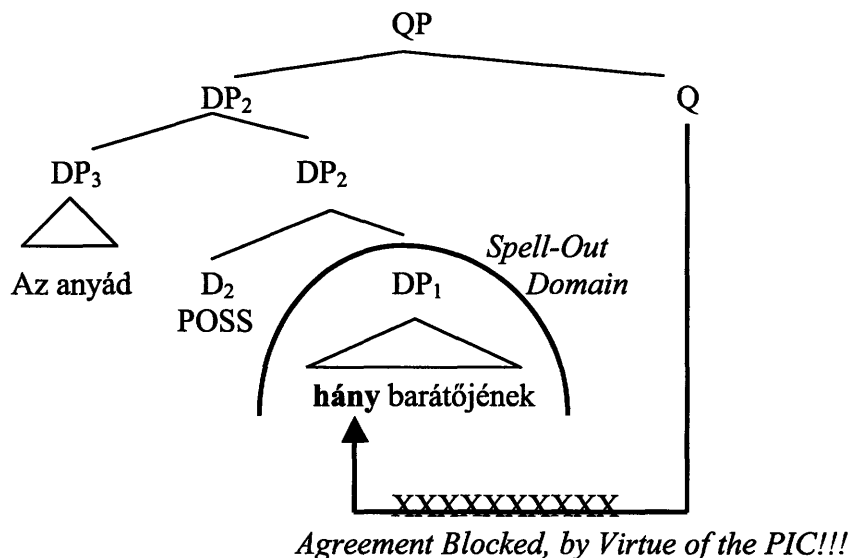 QP
DP₂ Q
DP₃ DP₂
Spell-Out
Domain
Az anyád D₂ DP₁
POSS
hány barátőjének
XXXXXXXXXX
Agreement Blocked, by Virtue of the PIC!!!